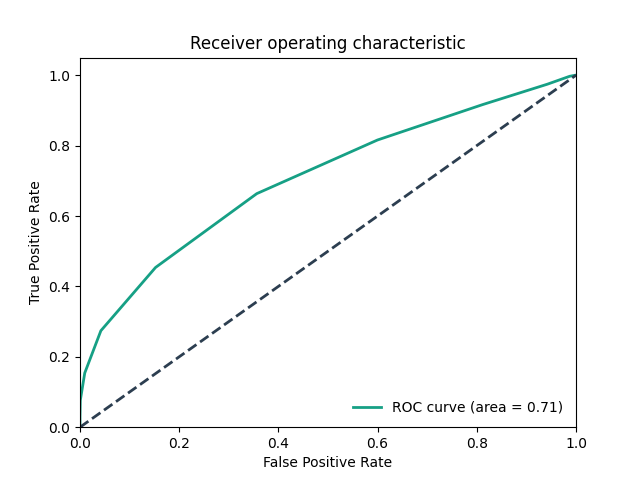 Receiver operating characteristic
True Positive Rate
1.0
0.8
0.6
0.4
0.2
0.0
ROC curve (area = 0.71)
0.0 0.2 0.4 0.6 0.8 1.0
False Positive Rate